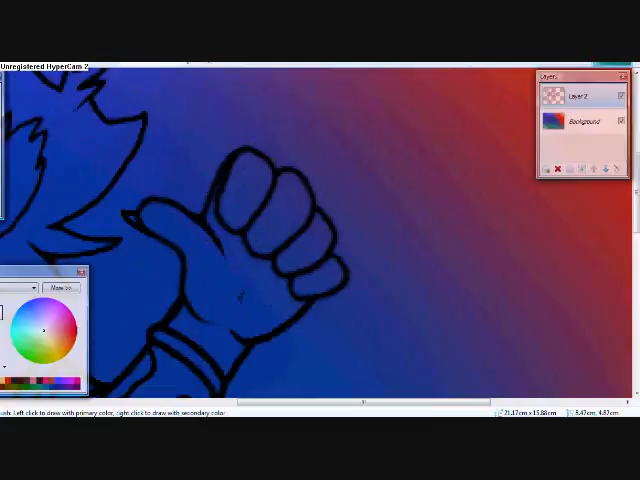 Unregistered HyperCam 2
Layers
Layer 2
Background
More >>
ush: Left click to draw with primary color, right click to draw with secondary color
21.17cm x 15.88cm
8.47cm, 4.87cm